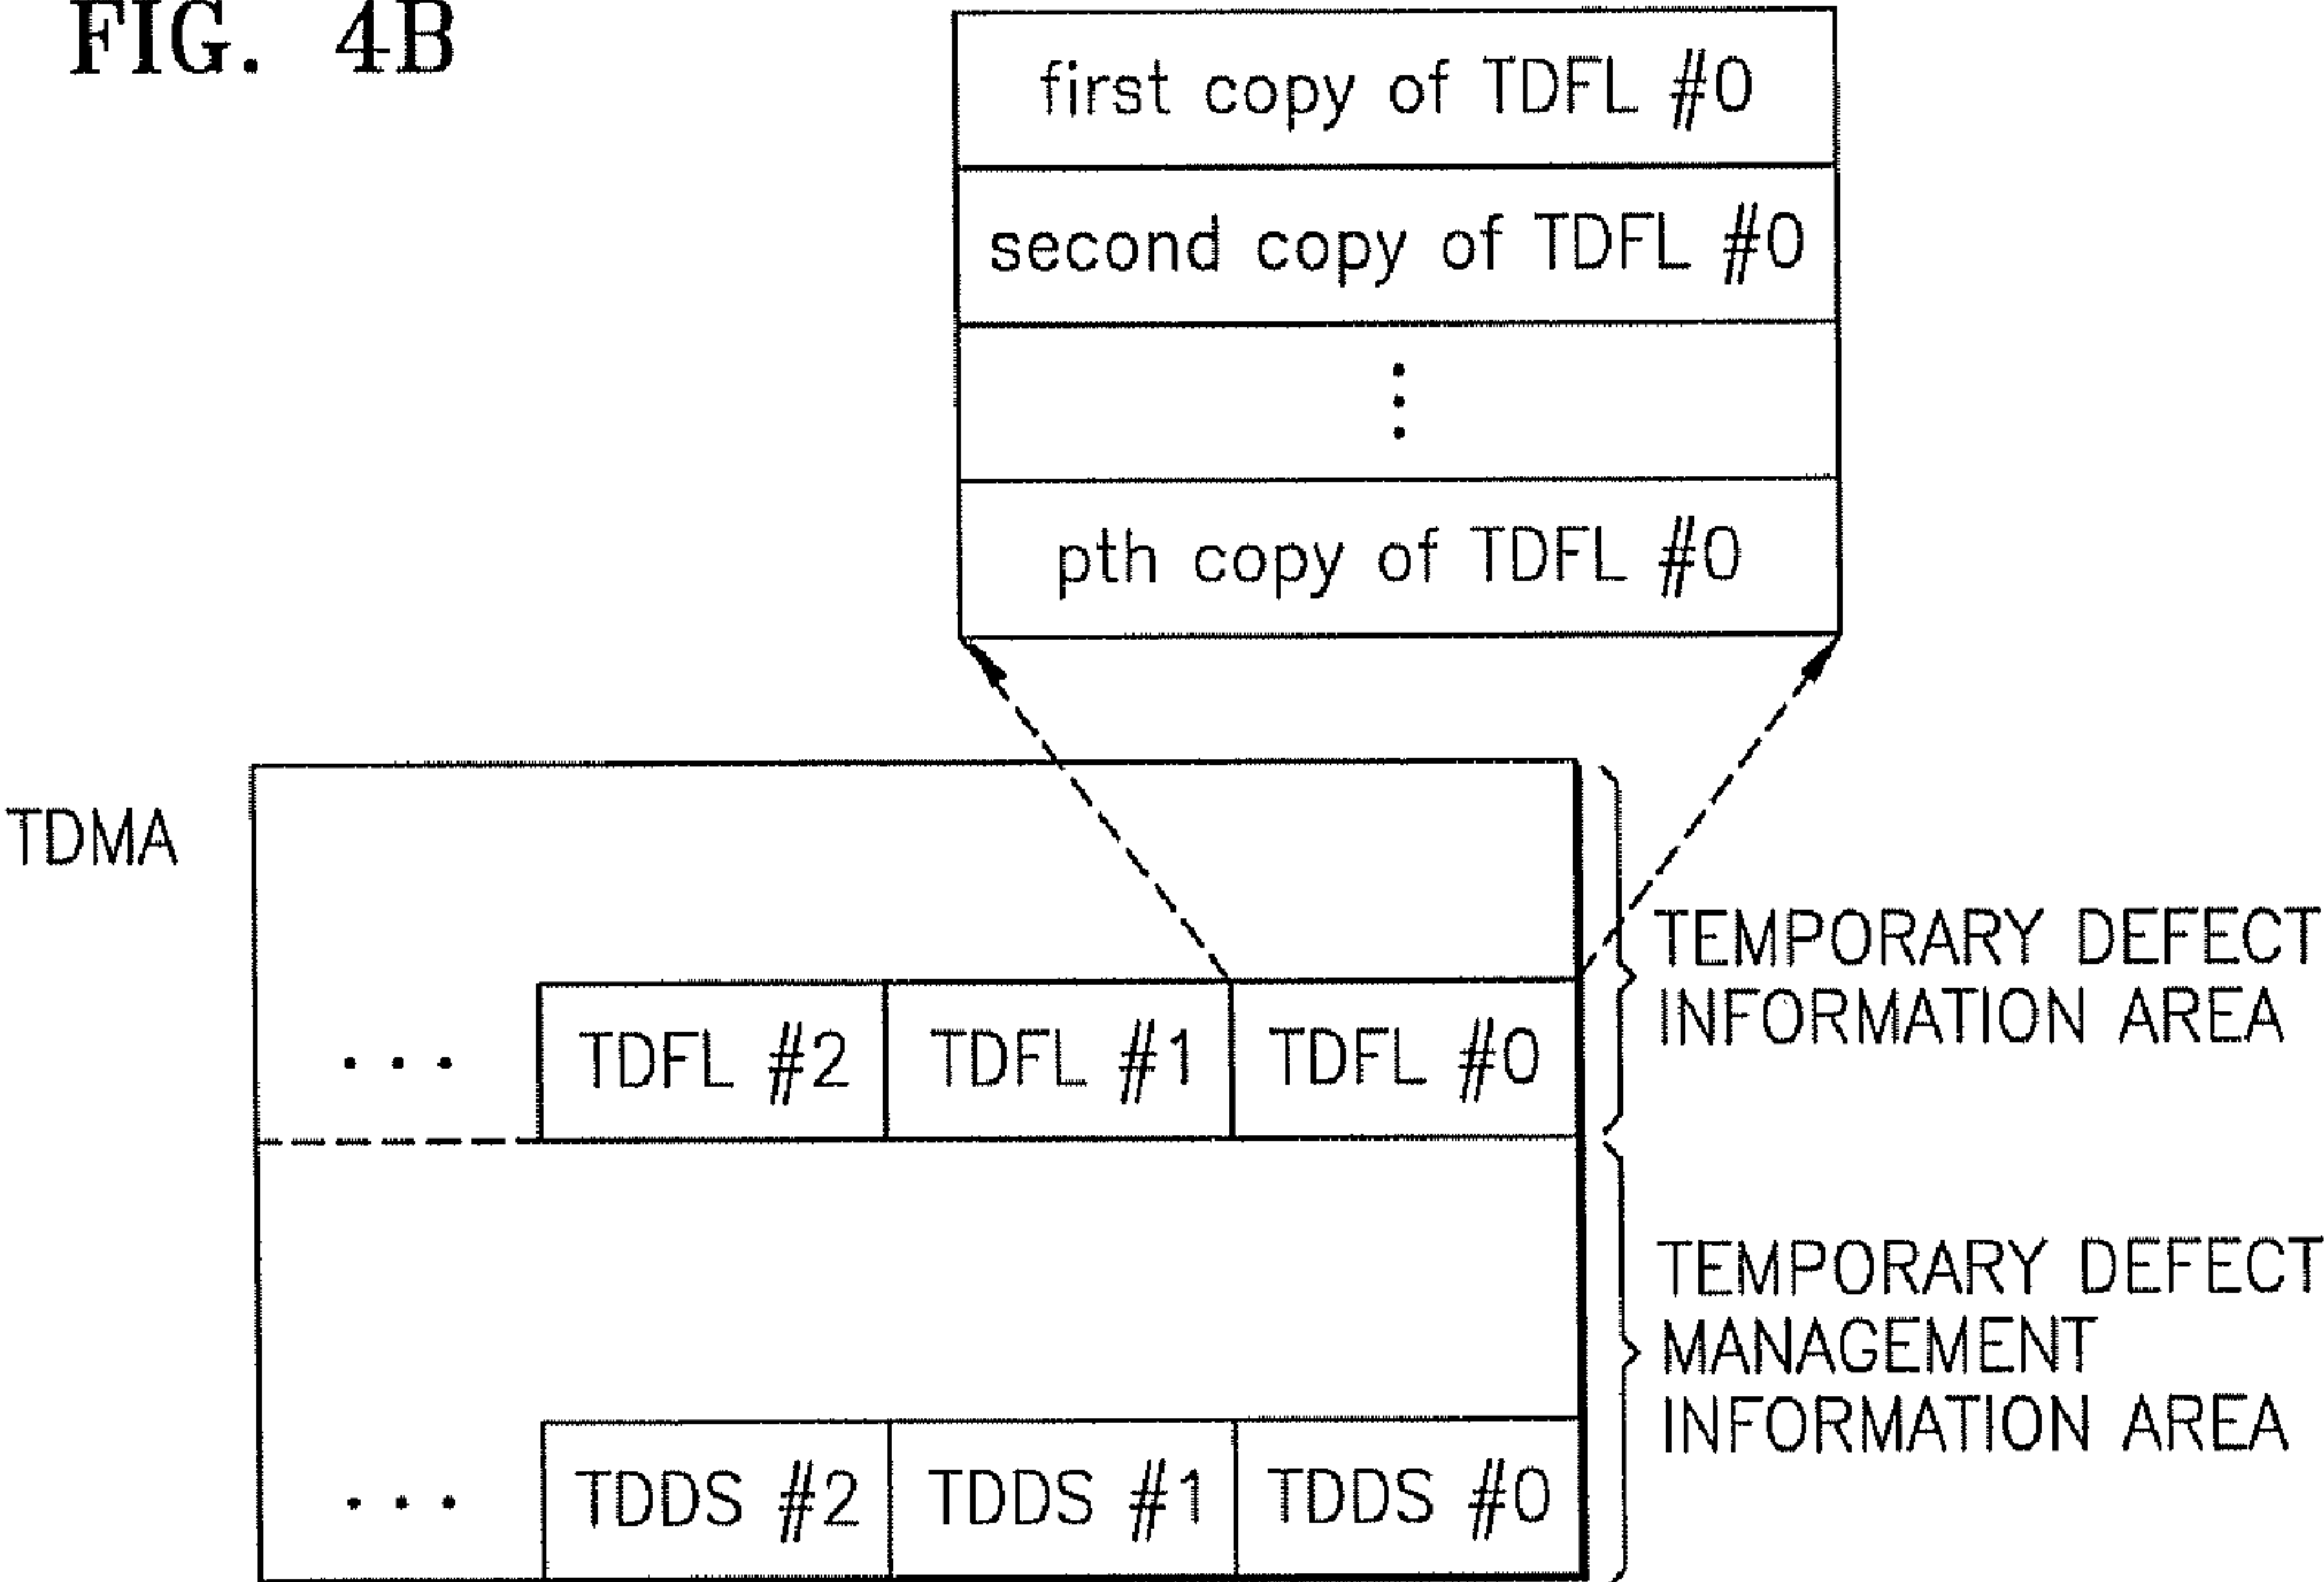 FIG. 4B
first copy of TDFL #0
second copy of TDFL #0
⋮
pth copy of TDFL #0
TDMA
TEMPORARY DEFECT
INFORMATION AREA
... TDFL #2 TDFL #1 TDFL #0
TEMPORARY DEFECT
MANAGEMENT
INFORMATION AREA
... TDDS #2 TDDS #1 TDDS #0